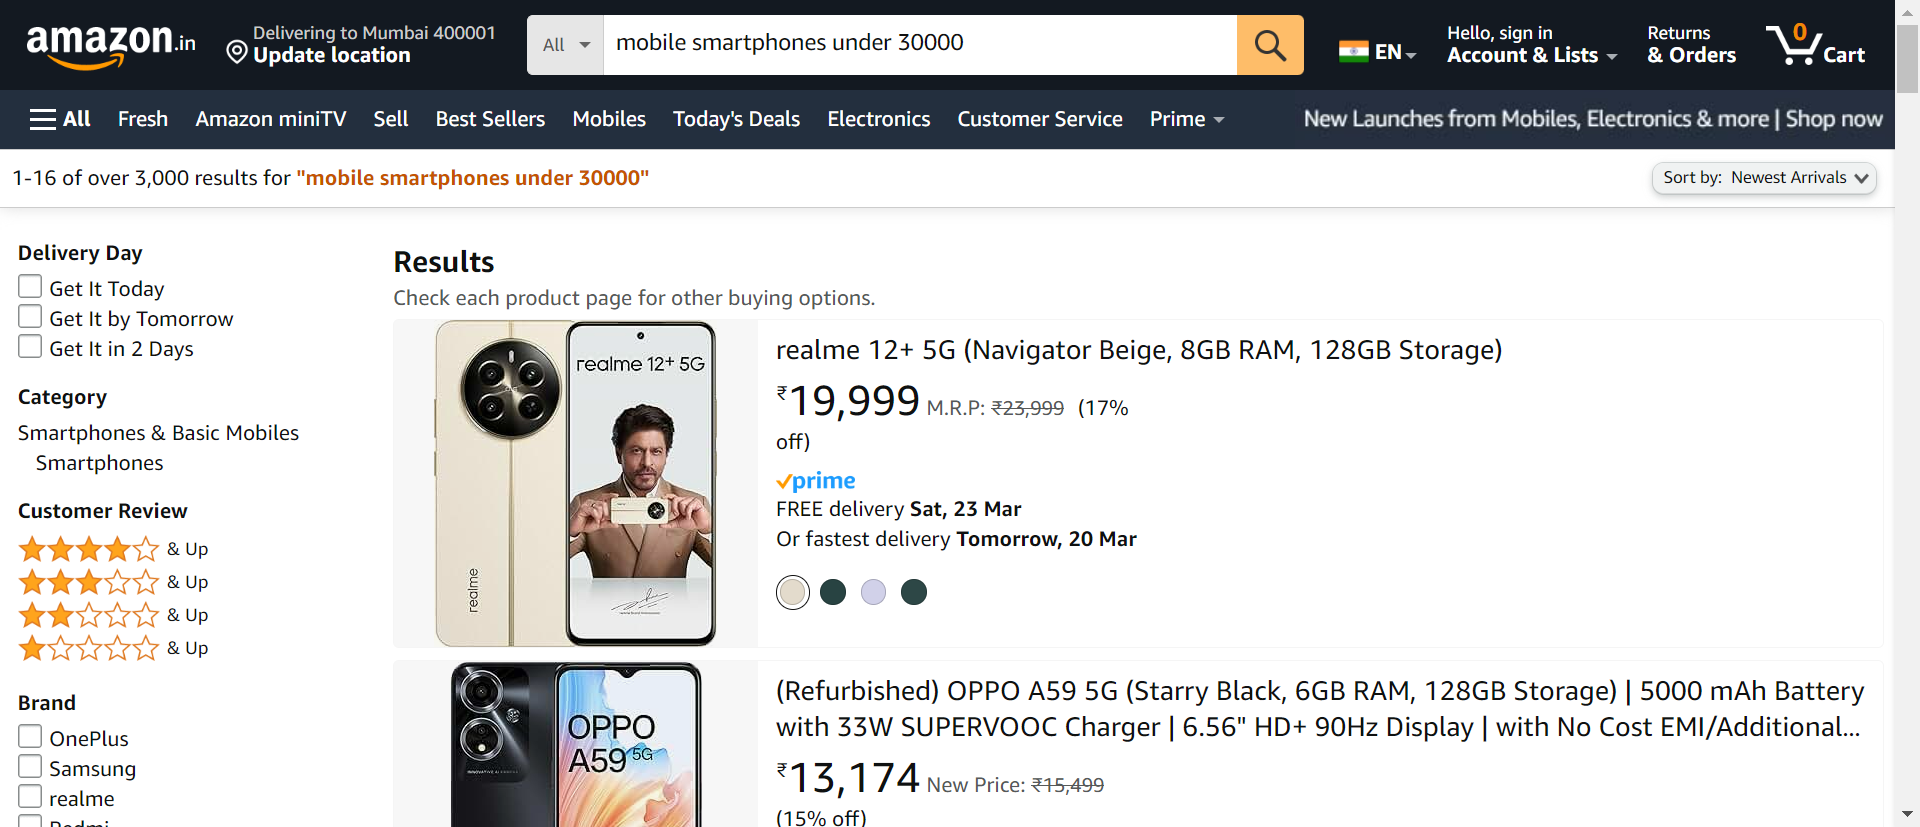 amazon.in
Delivering to Mumbai 400001
Update location
All
mobile smartphones under 30000
EN
Hello, sign in
Account & Lists
Returns
& Orders
0
Cart
All
Fresh
Amazon miniTV
Sell
Best Sellers
Mobiles
Today's Deals
Electronics
Customer Service
Prime
New Launches from Mobiles, Electronics & more | Shop now
1-16 of over 3,000 results for "mobile smartphones under 30000"
Sort by: Newest Arrivals
Delivery Day
Get It Today
Get It by Tomorrow
Get It in 2 Days
Category
Smartphones & Basic Mobiles
Smartphones
Customer Review
& Up
& Up
& Up
& Up
Brand
OnePlus
Samsung
realme
Redmi
Results
Check each product page for other buying options.
realme 12+ 5G
realme
realme 12+ 5G (Navigator Beige, 8GB RAM, 128GB Storage)
₹19,999 M.R.P: ₹23,999 (17%
off)
prime
FREE delivery Sat, 23 Mar
Or fastest delivery Tomorrow, 20 Mar
OPPO
A59 5G
(Refurbished) OPPO A59 5G (Starry Black, 6GB RAM, 128GB Storage) | 5000 mAh Battery
with 33W SUPERVOOC Charger | 6.56" HD+ 90Hz Display | with No Cost EMI/Additional...
₹13,174 New Price: ₹15,499
(15% off)